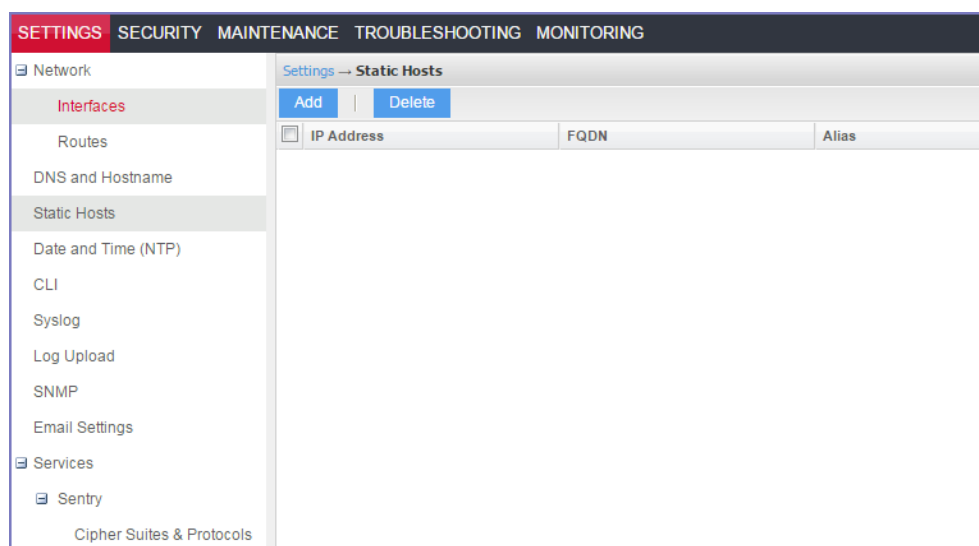 SETTINGS SECURITY MAINTENANCE TROUBLESHOOTING MONITORING
Network
Interfaces
Routes
DNS and Hostname
Static Hosts
Date and Time (NTP)
CLI
Syslog
Log Upload
SNMP
Email Settings
Services
Sentry
Cipher Suites & Protocols
Settings → Static Hosts
Add | Delete
IP Address FQDN Alias